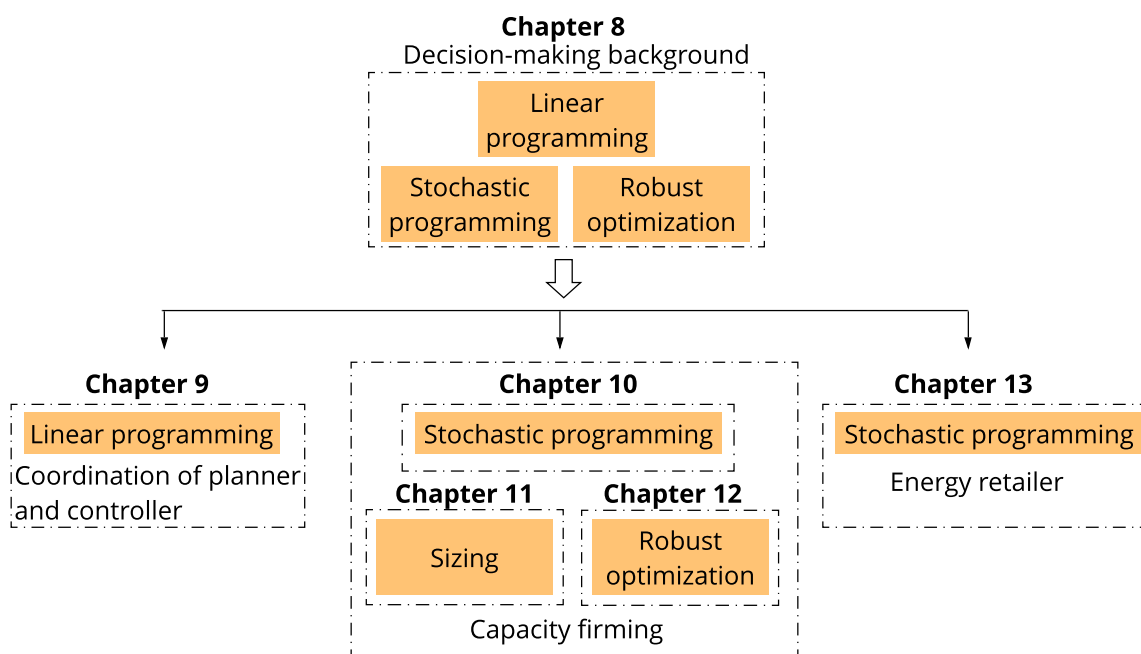 Chapter 8
Decision-making background
Linear
programming
Stochastic
programming
Robust
optimization
Chapter 9
Linear programming
Coordination of planner
and controller
Chapter 10
Stochastic programming
Chapter 11
Sizing
Chapter 12
Robust
optimization
Capacity firming
Chapter 13
Stochastic programming
Energy retailer